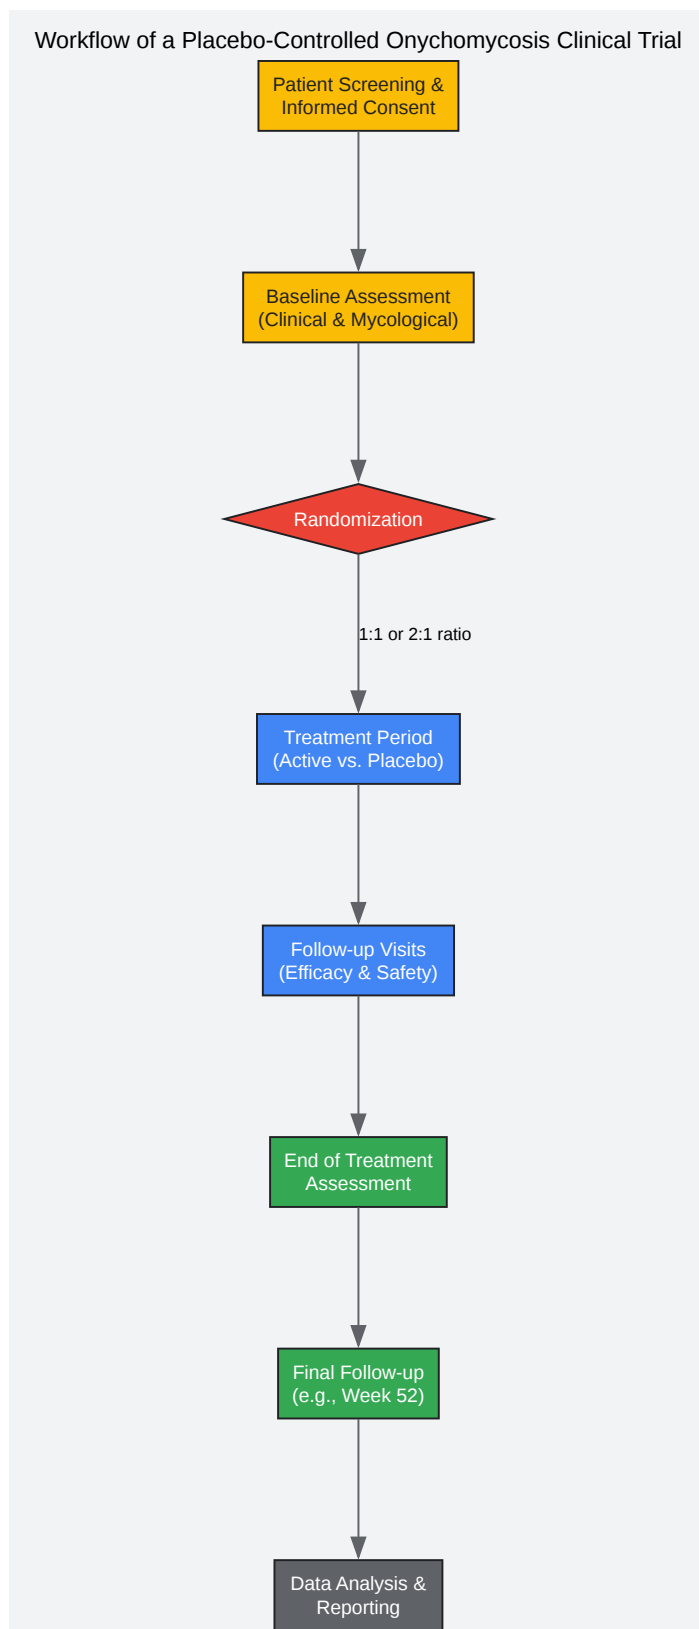 Workflow of a Placebo-Controlled Onychomycosis Clinical Trial
Patient Screening &
Informed Consent
Baseline Assessment
(Clinical & Mycological)
Randomization
1:1 or 2:1 ratio
Treatment Period
(Active vs. Placebo)
Follow-up Visits
(Efficacy & Safety)
End of Treatment
Assessment
Final Follow-up
(e.g., Week 52)
Data Analysis &
Reporting